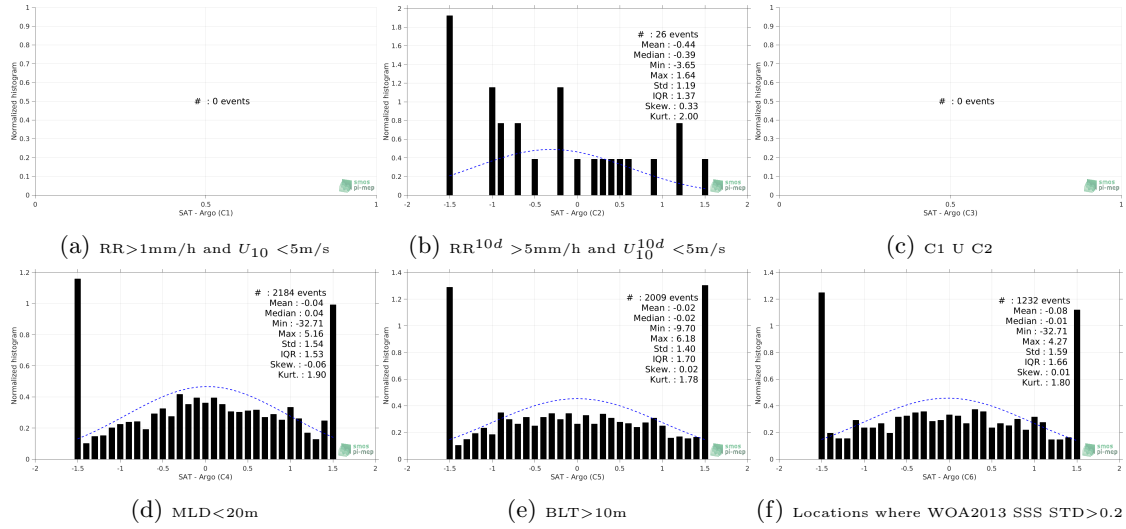 Normalized histogram
1
0.9
0.8
0.7
0.6
0.5
0.4
0.3
0.2
0.1
0
# : 0 events
0 0.5 1
SAT - Argo (C1)
smos
pi-mep
(a) RR>1mm/h and U10 <5m/s
Normalized histogram
2
1.8
1.6
1.4
1.2
1
0.8
0.6
0.4
0.2
0
# : 26 events
Mean : -0.44
Median : -0.39
Min : -3.65
Max : 1.64
Std : 1.19
IQR : 1.37
Skew. : 0.33
Kurt. : 2.00
-2 -1.5 -1 -0.5 0 0.5 1 1.5 2
SAT - Argo (C2)
smos
pi-mep
(b) RR^10d >5mm/h and U10^10d <5m/s
Normalized histogram
1
0.9
0.8
0.7
0.6
0.5
0.4
0.3
0.2
0.1
0
# : 0 events
0 0.5 1
SAT - Argo (C3)
smos
pi-mep
(c) C1 U C2
Normalized histogram
1.2
1
0.8
0.6
0.4
0.2
0
# : 2184 events
Mean : -0.04
Median : 0.04
Min : -32.71
Max : 5.16
Std : 1.54
IQR : 1.53
Skew. : -0.06
Kurt. : 1.90
-2 -1.5 -1 -0.5 0 0.5 1 1.5 2
SAT - Argo (C4)
smos
pi-mep
(d) MLD<20m
Normalized histogram
1.4
1.2
1
0.8
0.6
0.4
0.2
0
# : 2009 events
Mean : -0.02
Median : -0.02
Min : -9.70
Max : 6.18
Std : 1.40
IQR : 1.70
Skew. : 0.02
Kurt. : 1.78
-2 -1.5 -1 -0.5 0 0.5 1 1.5 2
SAT - Argo (C5)
smos
pi-mep
(e) BLT>10m
Normalized histogram
1.4
1.2
1
0.8
0.6
0.4
0.2
0
# : 1232 events
Mean : -0.08
Median : -0.01
Min : -32.71
Max : 4.27
Std : 1.59
IQR : 1.66
Skew. : 0.01
Kurt. : 1.80
-2 -1.5 -1 -0.5 0 0.5 1 1.5 2
SAT - Argo (C6)
smos
pi-mep
(f) Locations where WOA2013 SSS STD>0.2